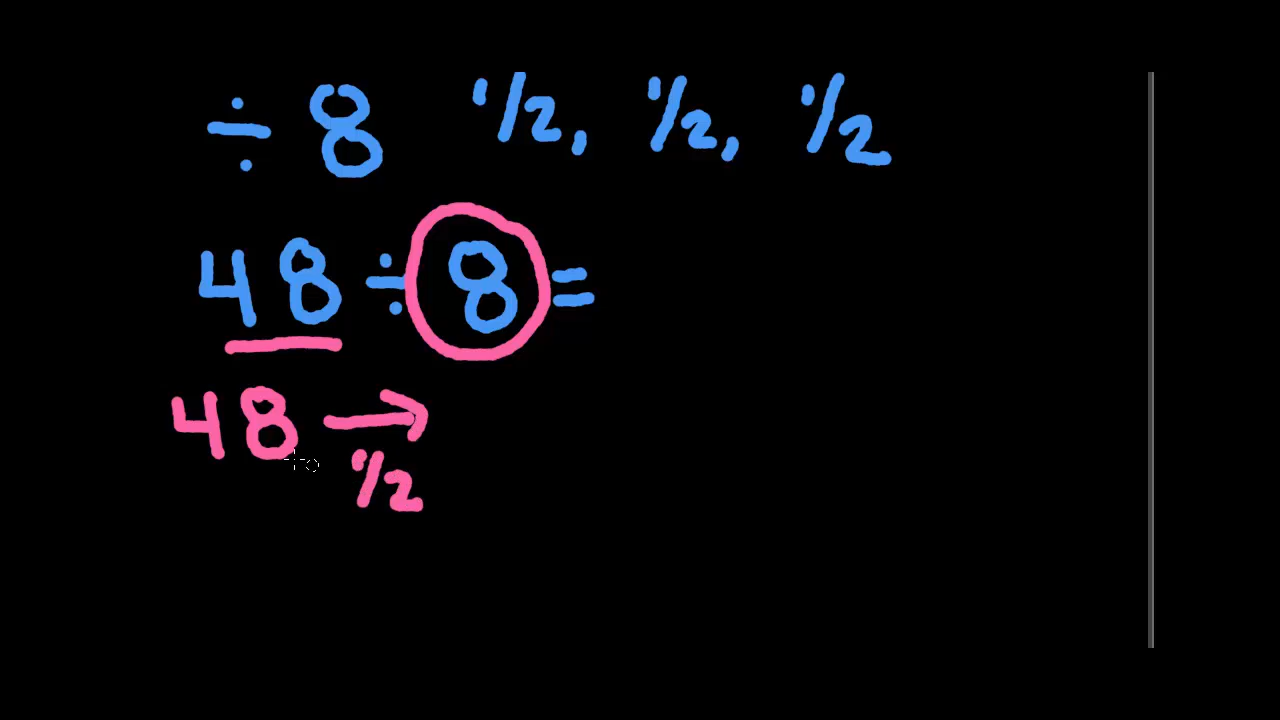 ÷ 8 1/2, 1/2, 1/2
48 ÷ 8 =
48 →
1/2